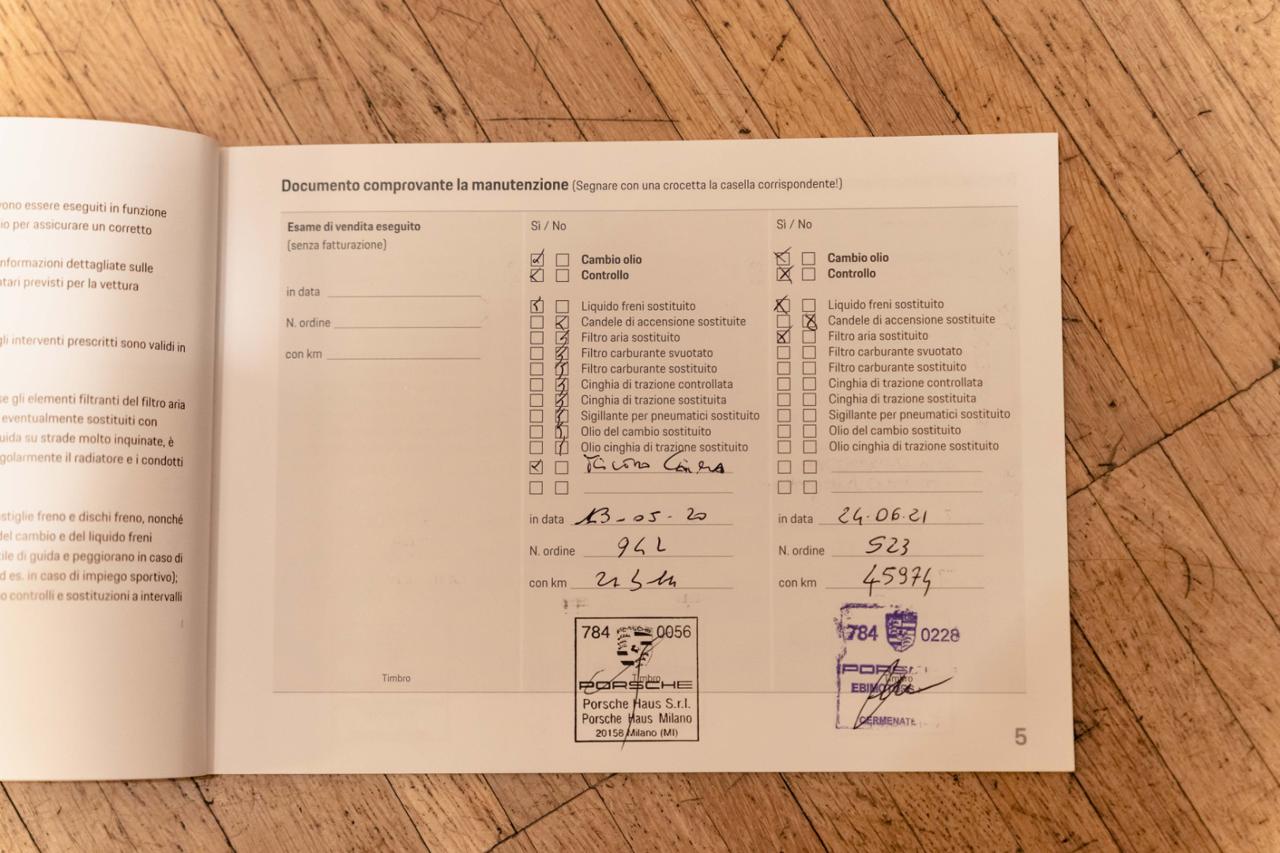 vono essere eseguiti in funzione
io per assicurare un corretto
nformazioni dettagliate sulle
tari previsti per la vettura
gli interventi prescritti sono validi in
se gli elementi filtranti del filtro aria
eventualmente sostituiti con
uida su strade molto inquinate, è
golarmente il radiatore e i condotti
stiglie freno e dischi freno, nonché
del cambio e del liquido freni
tile di guida e peggiorano in caso di
d es. in caso di impiego sportivo);
o controlli e sostituzioni a intervalli
Documento comprovante la manutenzione (Segnare con una crocetta la casella corrispondente!)
Esame di vendita eseguito
(senza fatturazione)
in data
N. ordine
con km
Timbro
Sì / No
Cambio olio
Controllo
Liquido freni sostituito
Candele di accensione sostituite
Filtro aria sostituito
Filtro carburante svuotato
Filtro carburante sostituito
Cinghia di trazione controllata
Cinghia di trazione sostituita
Sigillante per pneumatici sostituito
Olio del cambio sostituito
Olio cinghia di trazione sostituito
in data 13-05-20
N. ordine 942
con km
Timbro
784 0056
PORSCHE
Porsche Haus S.r.l.
Porsche Haus Milano
20158 Milano (MI)
Sì / No
Cambio olio
Controllo
Liquido freni sostituito
Candele di accensione sostituite
Filtro aria sostituito
Filtro carburante svuotato
Filtro carburante sostituito
Cinghia di trazione controllata
Cinghia di trazione sostituita
Sigillante per pneumatici sostituito
Olio del cambio sostituito
Olio cinghia di trazione sostituito
in data 24.06.21
N. ordine 523
con km 45974
Timbro
784 0228
CERMENATE
5